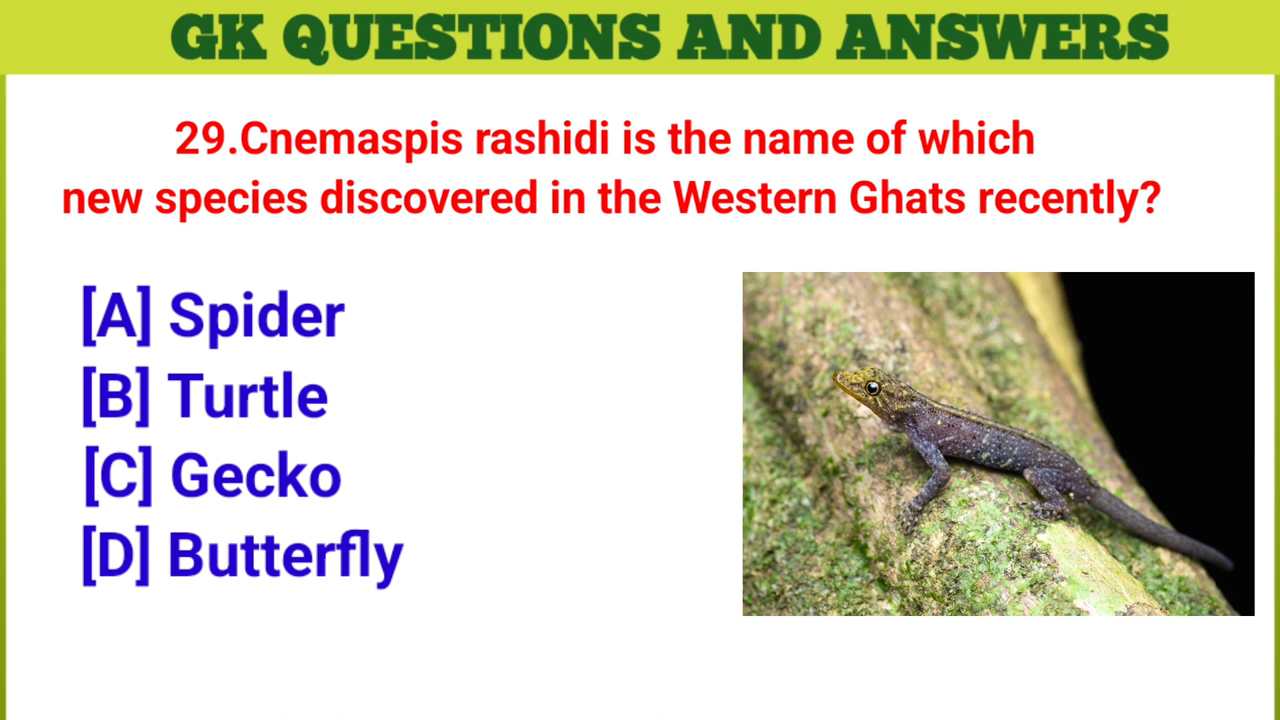 GK QUESTIONS AND ANSWERS
29.Cnemaspis rashidi is the name of which
new species discovered in the Western Ghats recently?
[A] Spider
[B] Turtle
[C] Gecko
[D] Butterfly